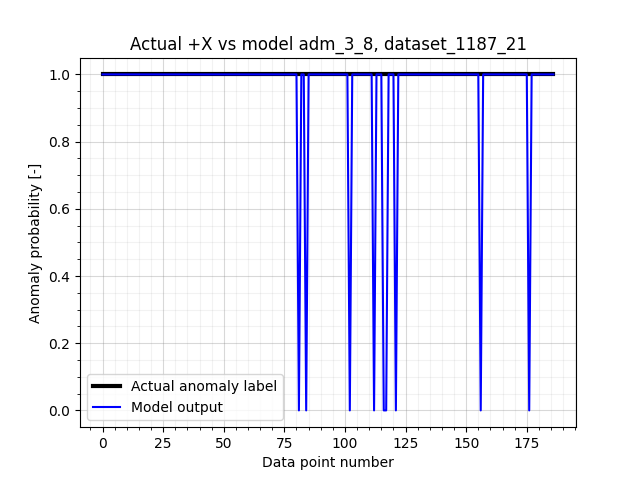 Actual +X vs model adm_3_8, dataset_1187_21
1.0
0.8
0.6
0.4
0.2
0.0
Anomaly probability [-]
Actual anomaly label
Model output
0 25 50 75 100 125 150 175
Data point number